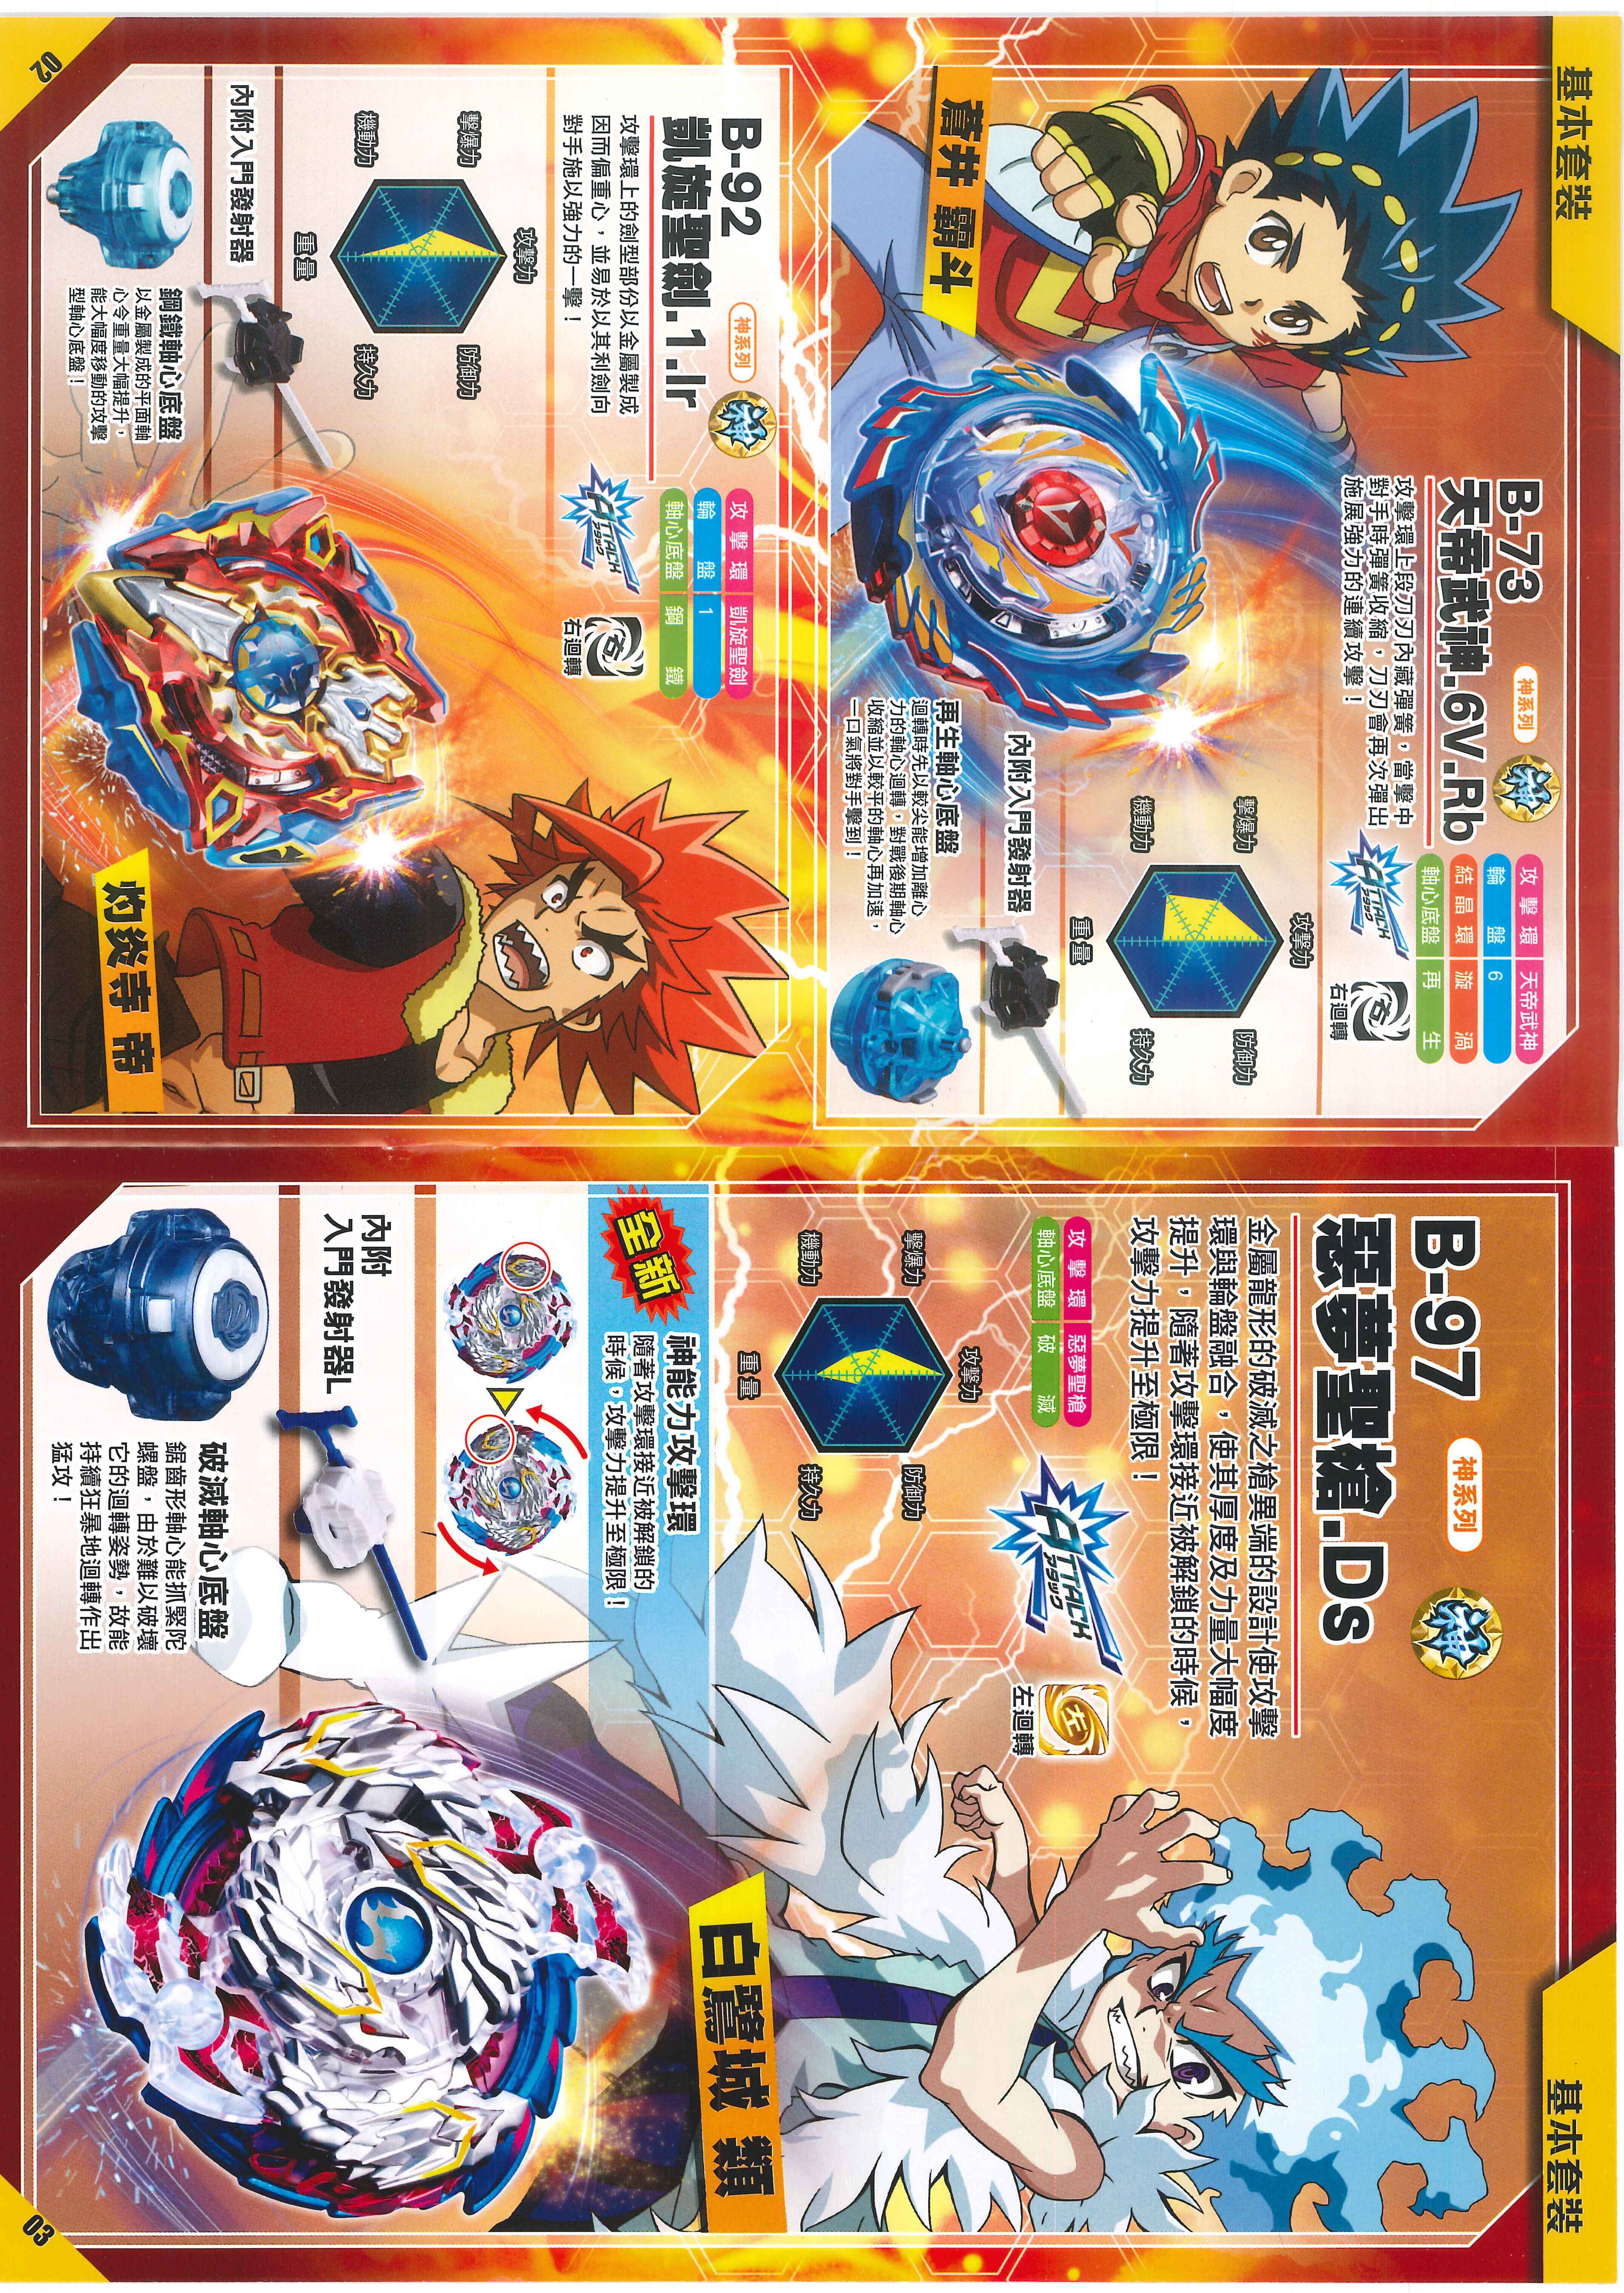 基本套裝
B-73
神系列
神
天帝武神.6V.Rb
攻擊環 天帝武神
輪盤 6
結晶環 漩渦
軸心底盤 再生
攻擊環上段刀刃內藏彈簧，當擊中
對手時彈簧收縮，刀刃會再次彈出
施展強力的連續攻擊！
ATTACK
アタック
右
右迴轉
攻擊力
擊爆力
防御力
機動力
持久力
重量
內附入門發射器
蒼井 霸斗
再生軸心底盤
迴轉時先以較尖能增加離心
力的軸心迴轉，對戰後期軸心
收縮並以較平的軸心再加速，
一口氣將對手擊到！
B-92
神系列
神
凱旋聖劍.1.Ir
攻擊環 凱旋聖劍
輪盤 1
軸心底盤 鋼鐵
攻擊環上的劍型部份以金屬製成
因而偏重心，並易於以其利劍向
對手施以強力的一擊！
ATTACK
アタック
右
右迴轉
攻擊力
擊爆力
防御力
機動力
持久力
重量
內附入門發射器
鋼鐵軸心底盤
以金屬製成的平面軸
心令重量大幅提升，
能大幅度移動的攻擊
型軸心底盤！
灼炎寺 帝
02
基本套裝
B-97
神系列
神
惡夢聖槍.Ds
金屬龍形的破滅之槍異端的設計使攻擊
環與輪盤融合，使其厚度及力量大幅度
提升，隨著攻擊環接近被解鎖的時候，
攻擊力提升至極限！
攻擊環 惡夢聖槍
軸心底盤 破滅
ATTACK
アタック
左
左迴轉
攻擊力
擊爆力
防御力
機動力
持久力
重量
白鷺城 類
全新
神能力攻擊環
隨著攻擊環接近被解鎖的
時候，攻擊力提升至極限！
內附
入門發射器L
破滅軸心底盤
鋸齒形軸心能抓緊陀
螺盤，由於難以破壞
它的迴轉姿勢，故能
持續狂暴地迴轉作出
猛攻！
03